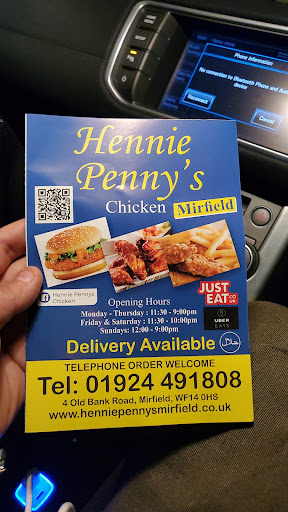 Phone Information
No connection to Bluetooth Phone and Audio
device
Reconnect
Cancel
Hennie
Penny's
Chicken Mirfield
Hennie Pennys
Chicken
JUST
EAT
CO
UK
UBER
EATS
Opening Hours
Monday - Thursday : 11:30 - 9:00pm
Friday & Saturday : 11:30 - 10:00pm
Sundays: 12:00 - 9:00pm
Delivery Available
حلال
TELEPHONE ORDER WELCOME
Tel: 01924 491808
4 Old Bank Road, Mirfield, WF14 0HS
www.henniepennysmirfield.co.uk